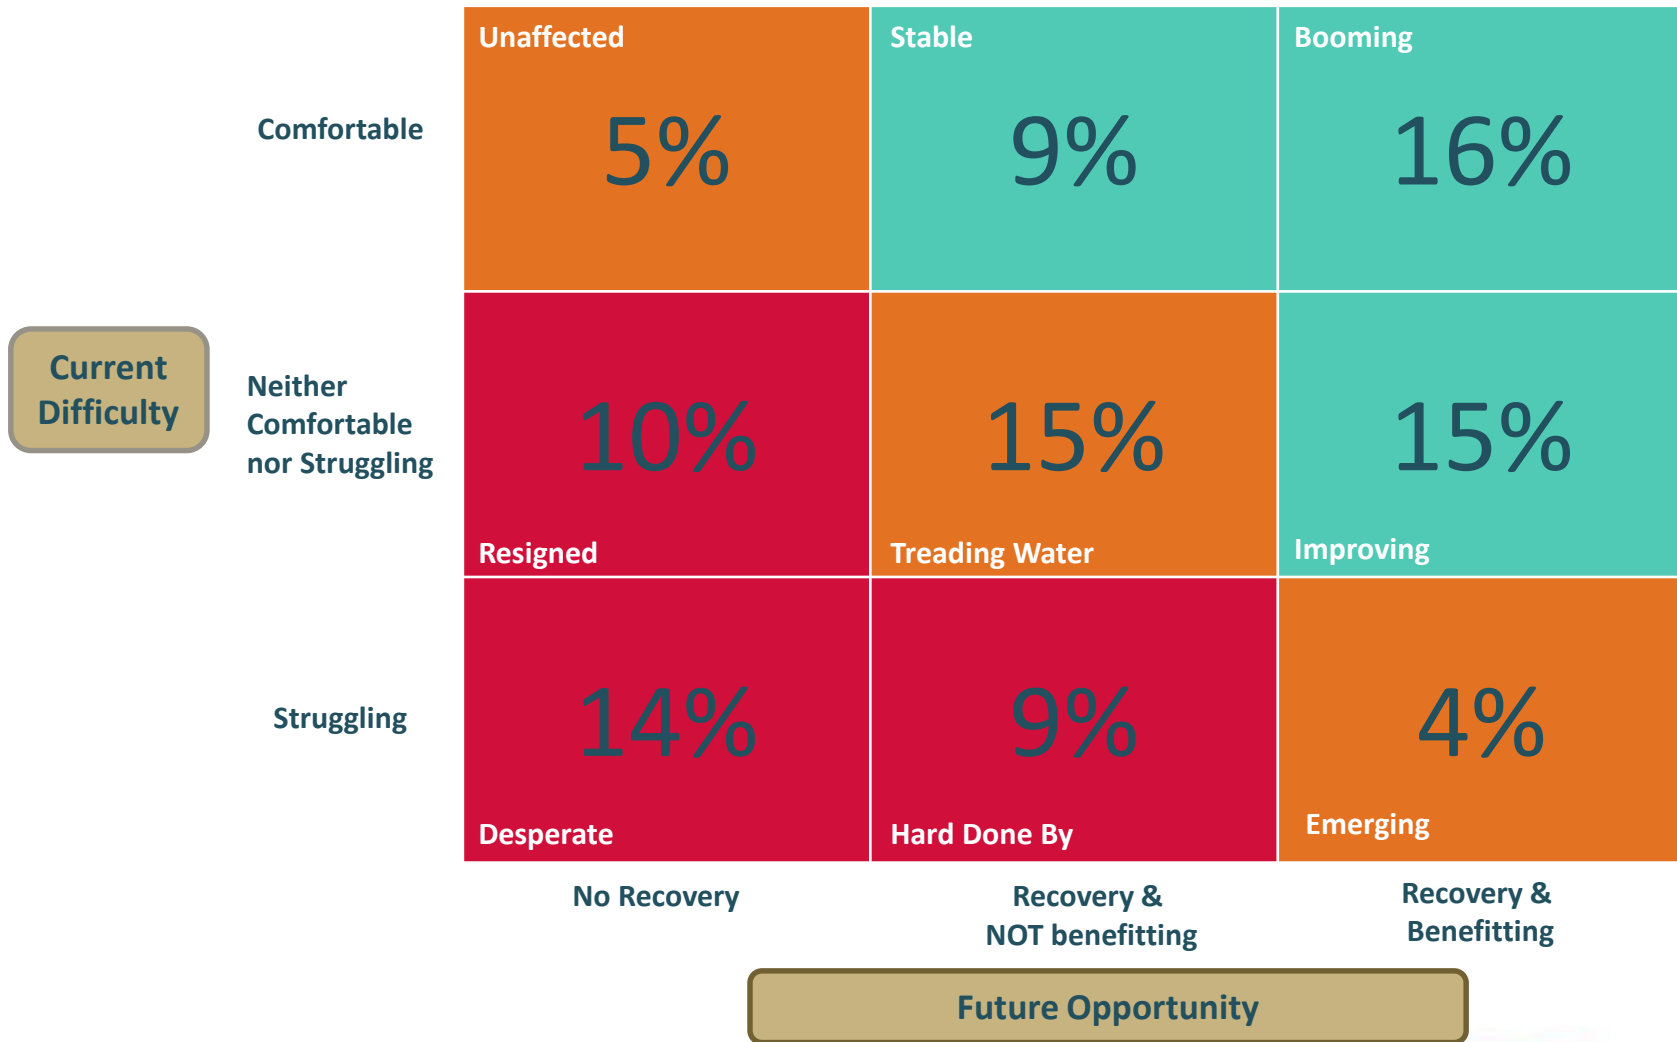 Unaffected
Stable
Booming
Comfortable
5%
9%
16%
Current
Difficulty
Neither
Comfortable
nor Struggling
10%
15%
15%
Resigned
Treading Water
Improving
Struggling
14%
9%
4%
Desperate
Hard Done By
Emerging
No Recovery
Recovery &
NOT benefitting
Recovery &
Benefitting
Future Opportunity